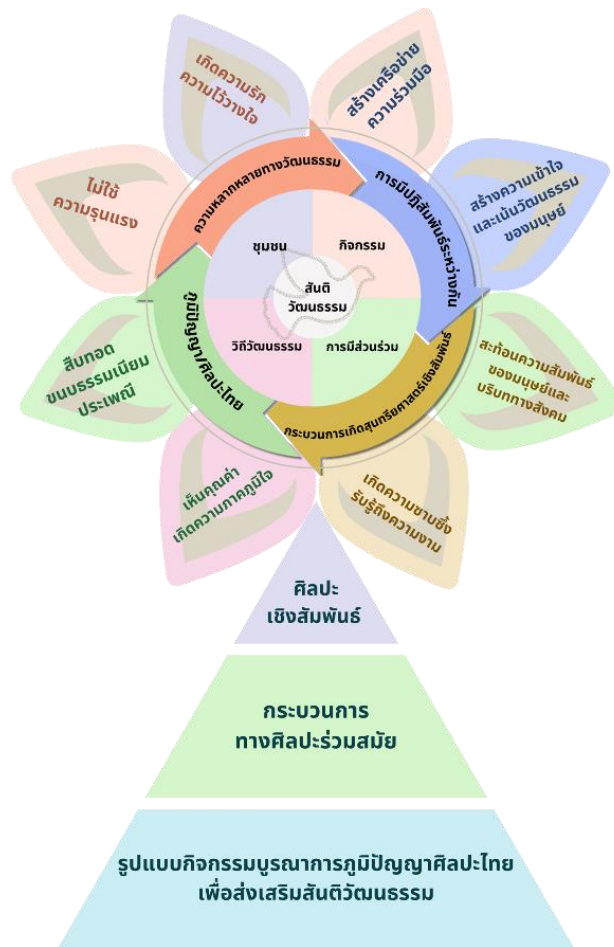 เกิดความรัก
ความไว้วางใจ
สร้างเครือข่าย
ความร่วมมือ
ไม่ใช้
ความรุนแรง
ความหลากหลายทางวัฒนธรรม
การมีปฏิสัมพันธ์ระหว่างกัน
สร้างความเข้าใจ
และเน้นวัฒนธรรม
ของมนุษย์
ชุมชน
กิจกรรม
สันติ
วัฒนธรรม
วิถีวัฒนธรรม
การมีส่วนร่วม
สืบทอด
ขนบธรรมเนียม
ประเพณี
ภูมิปัญญา/ศิลปะไทย
กระบวนการเกิดสุนทรียศาสตร์เชิงสัมพันธ์
สะท้อนความสัมพันธ์
ของมนุษย์และ
บริบททางสังคม
เห็นคุณค่า
เกิดความภาคภูมิใจ
เกิดความซาบซึ้ง
รับรู้ถึงความงาม
ศิลปะ
เชิงสัมพันธ์
กระบวนการ
ทางศิลปะร่วมสมัย
รูปแบบกิจกรรมบูรณาการภูมิปัญญาศิลปะไทย
เพื่อส่งเสริมสันติวัฒนธรรม